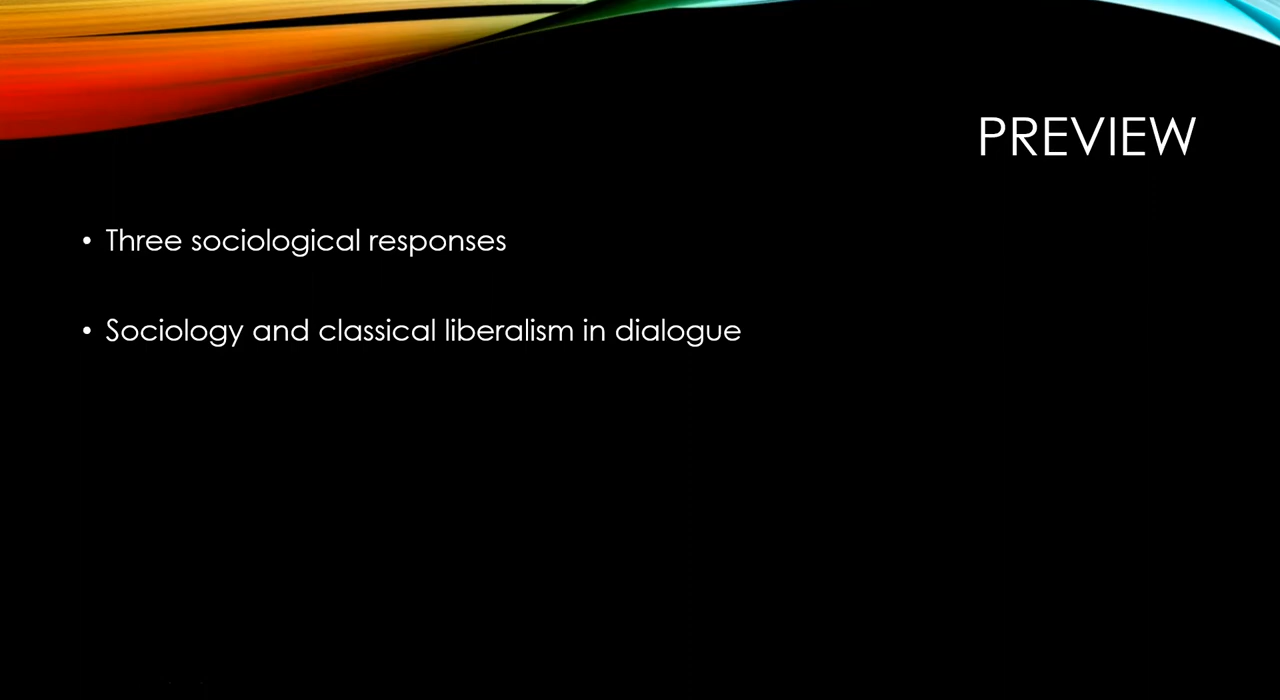 PREVIEW
• Three sociological responses
• Sociology and classical liberalism in dialogue